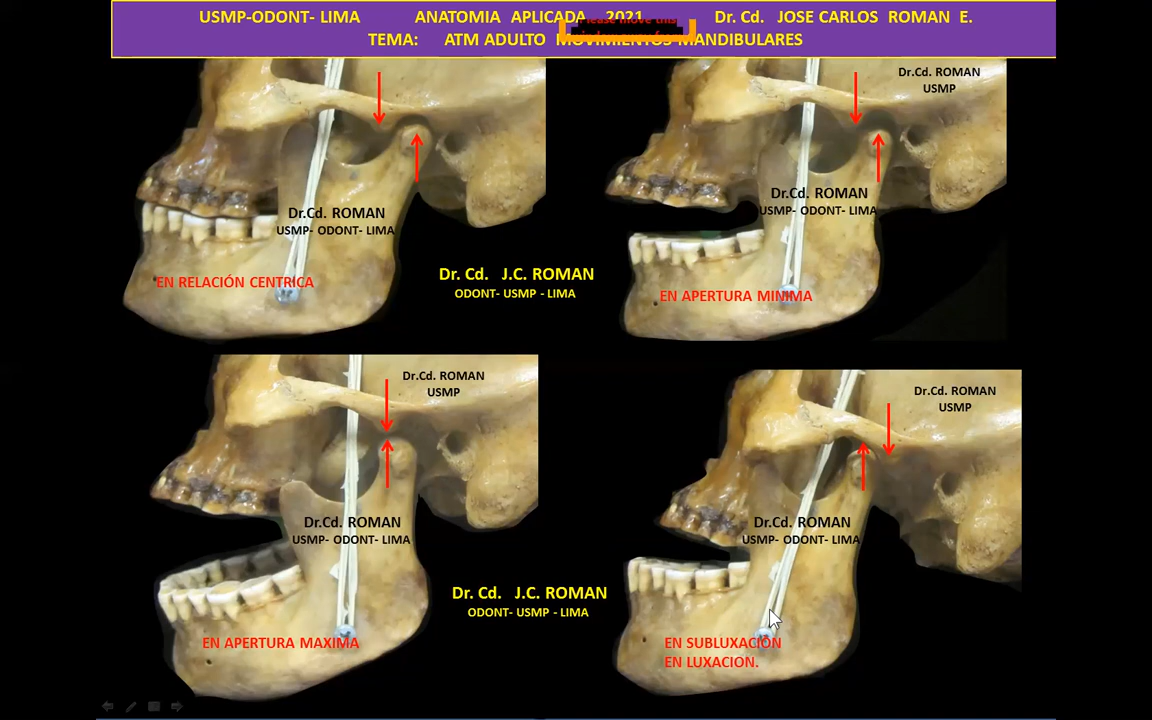 USMP-ODONT- LIMA ANATOMIA APLICADA 2021 Dr. Cd. JOSE CARLOS ROMAN E.
Please move this
TEMA: ATM ADULTO MOVIMIENTOS MANDIBULARES
Dr.Cd. ROMAN
USMP
Dr.Cd. ROMAN
USMP- ODONT- LIMA
Dr.Cd. ROMAN
USMP- ODONT- LIMA
EN RELACIÓN CENTRICA
Dr. Cd. J.C. ROMAN
ODONT- USMP - LIMA
EN APERTURA MINIMA
Dr.Cd. ROMAN
USMP
Dr.Cd. ROMAN
USMP
Dr.Cd. ROMAN
USMP- ODONT- LIMA
Dr.Cd. ROMAN
USMP- ODONT- LIMA
Dr. Cd. J.C. ROMAN
ODONT- USMP - LIMA
EN APERTURA MAXIMA
EN SUBLUXACIÓN
EN LUXACION.